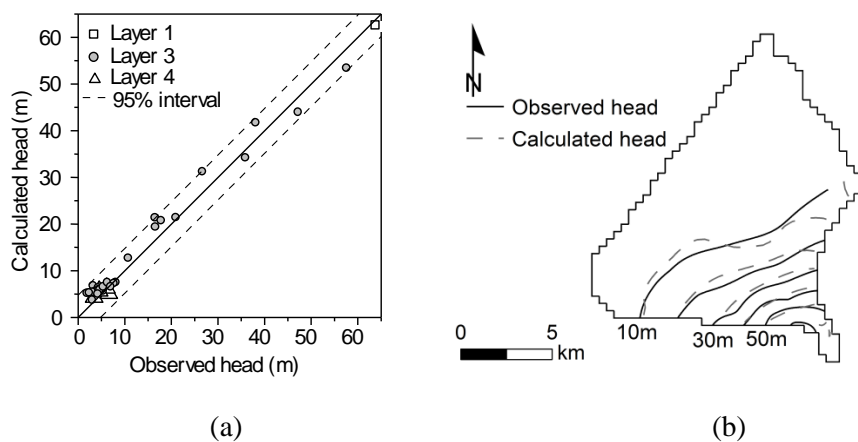 60
50
40
30
20
10
0
Calculated head (m)
Layer 1
Layer 3
Layer 4
95% interval
0 10 20 30 40 50 60
Observed head (m)
(a)
N
Observed head
Calculated head
0 5
km
10m 30m 50m
(b)